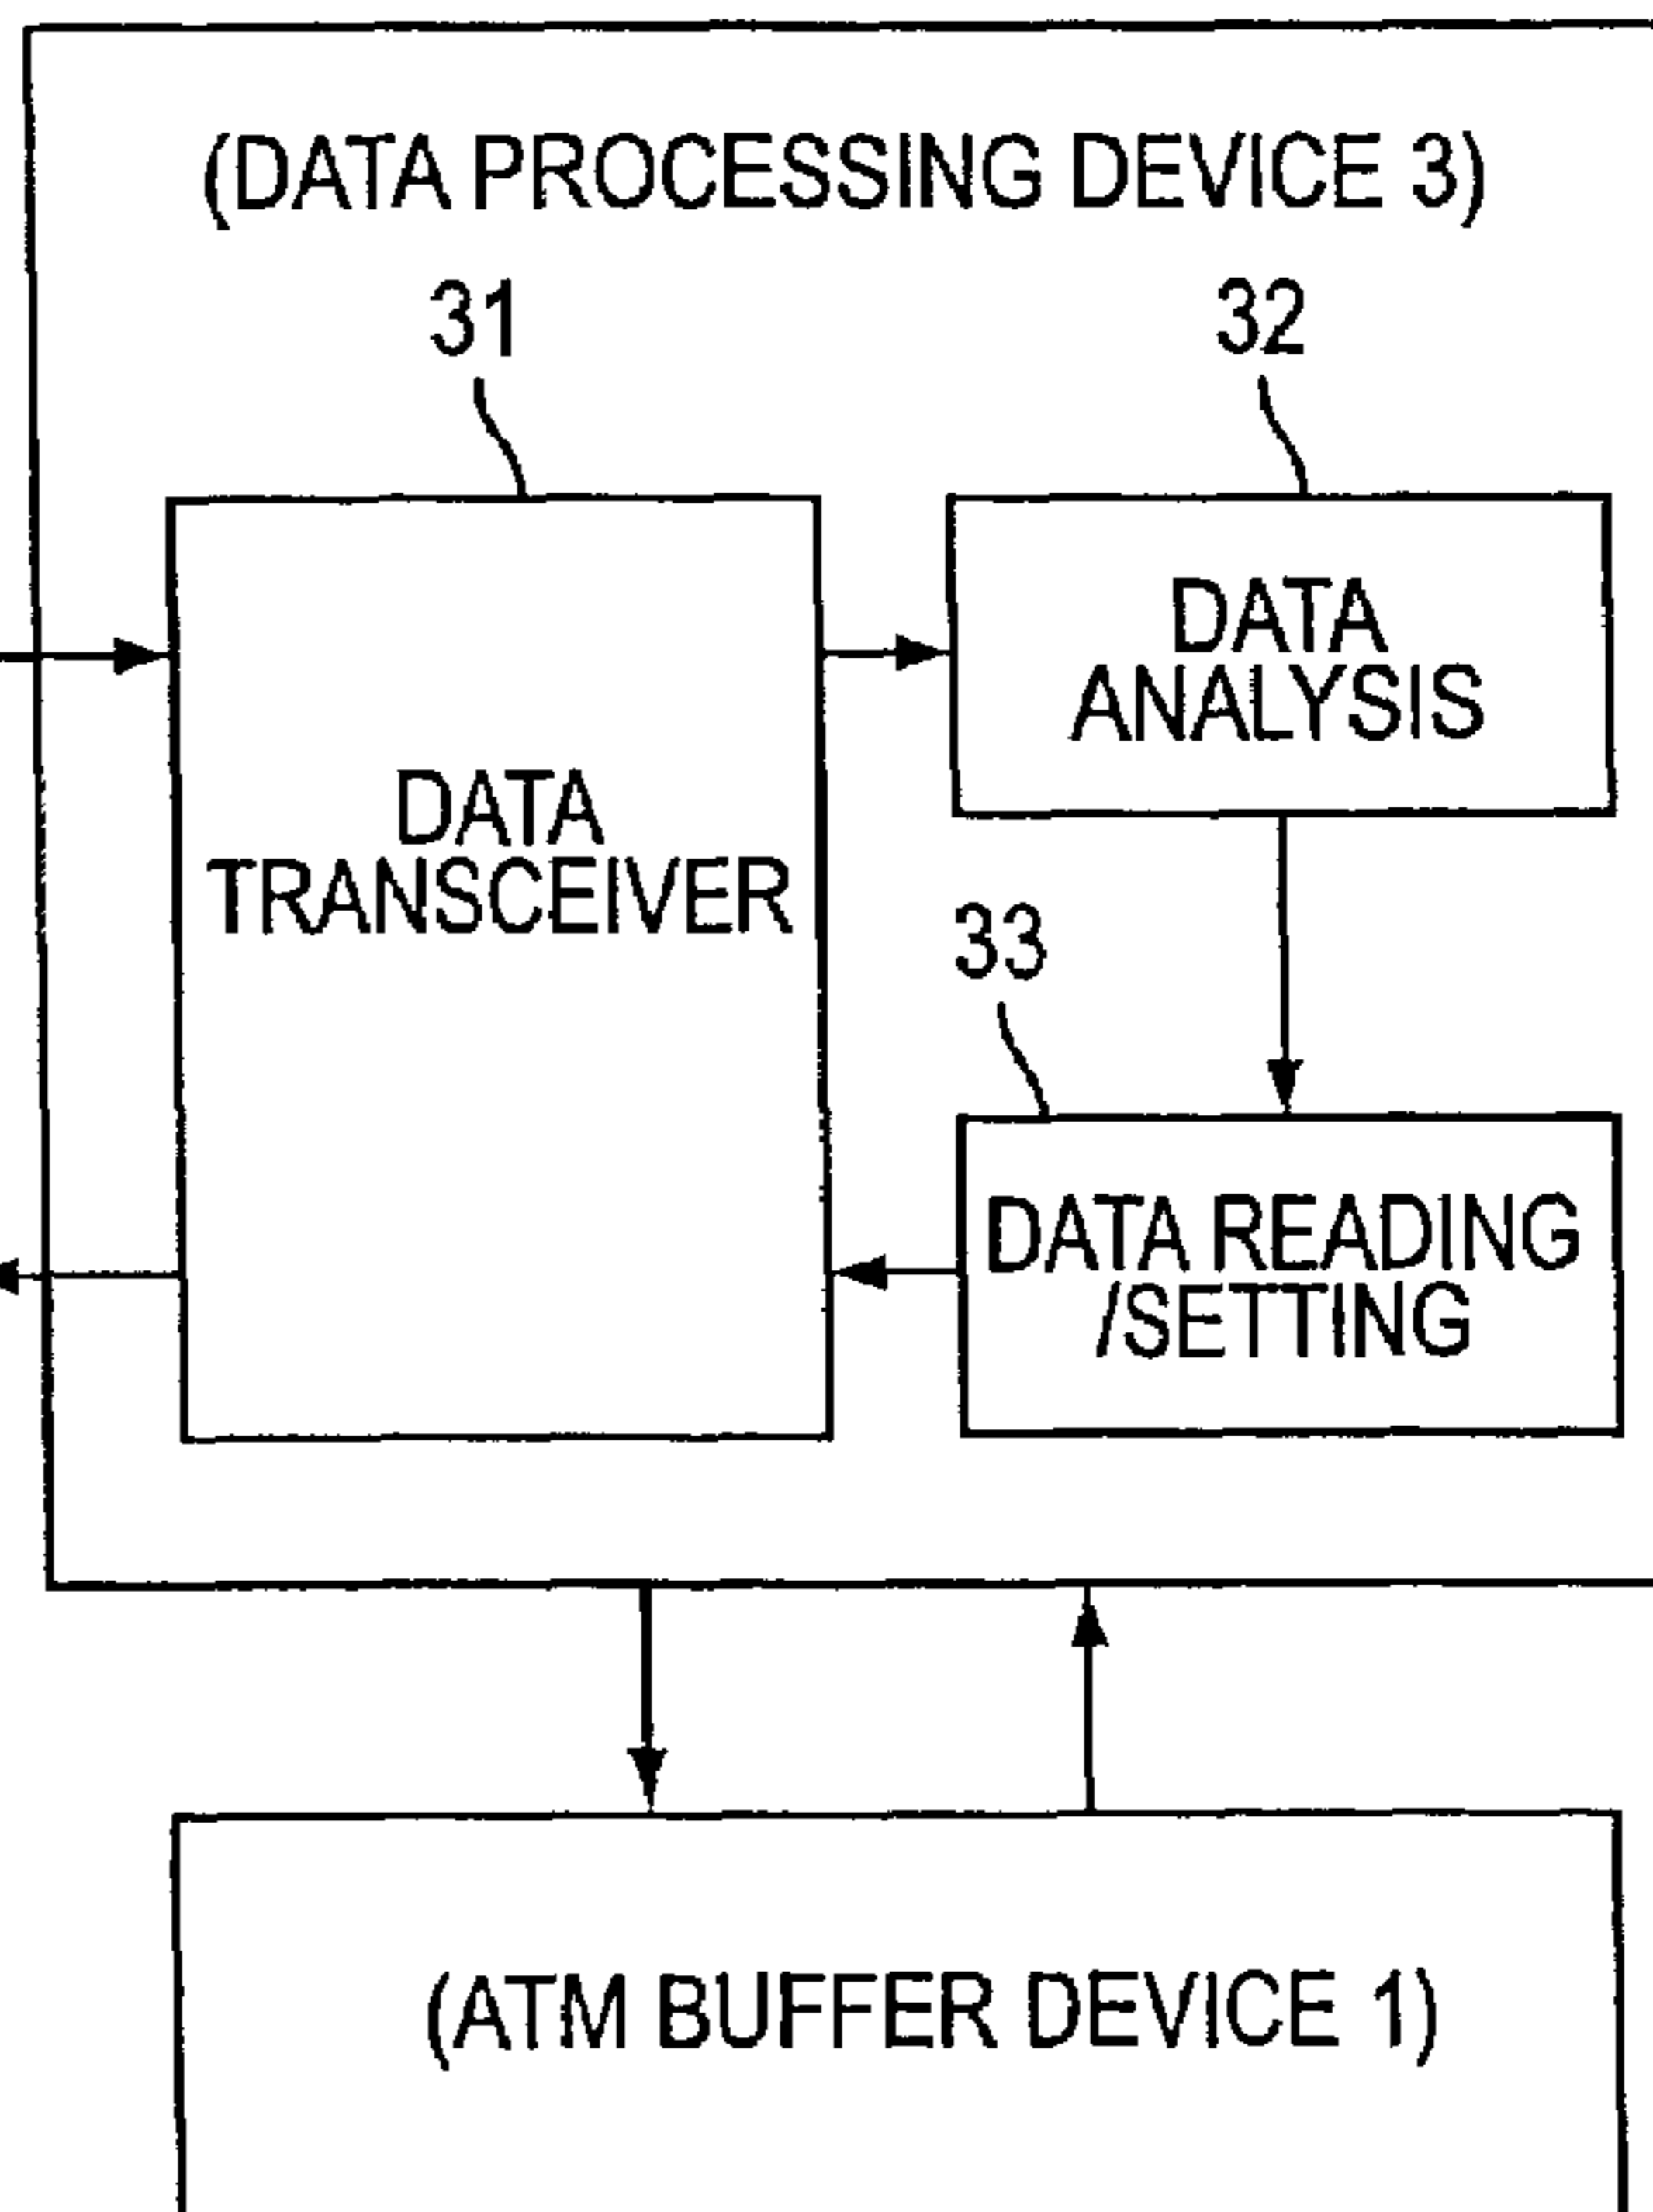 (DATA PROCESSING DEVICE 3)
31
32
DATA
ANALYSIS
DATA
TRANSCEIVER
33
DATA READING
/SETTING
(ATM BUFFER DEVICE 1)